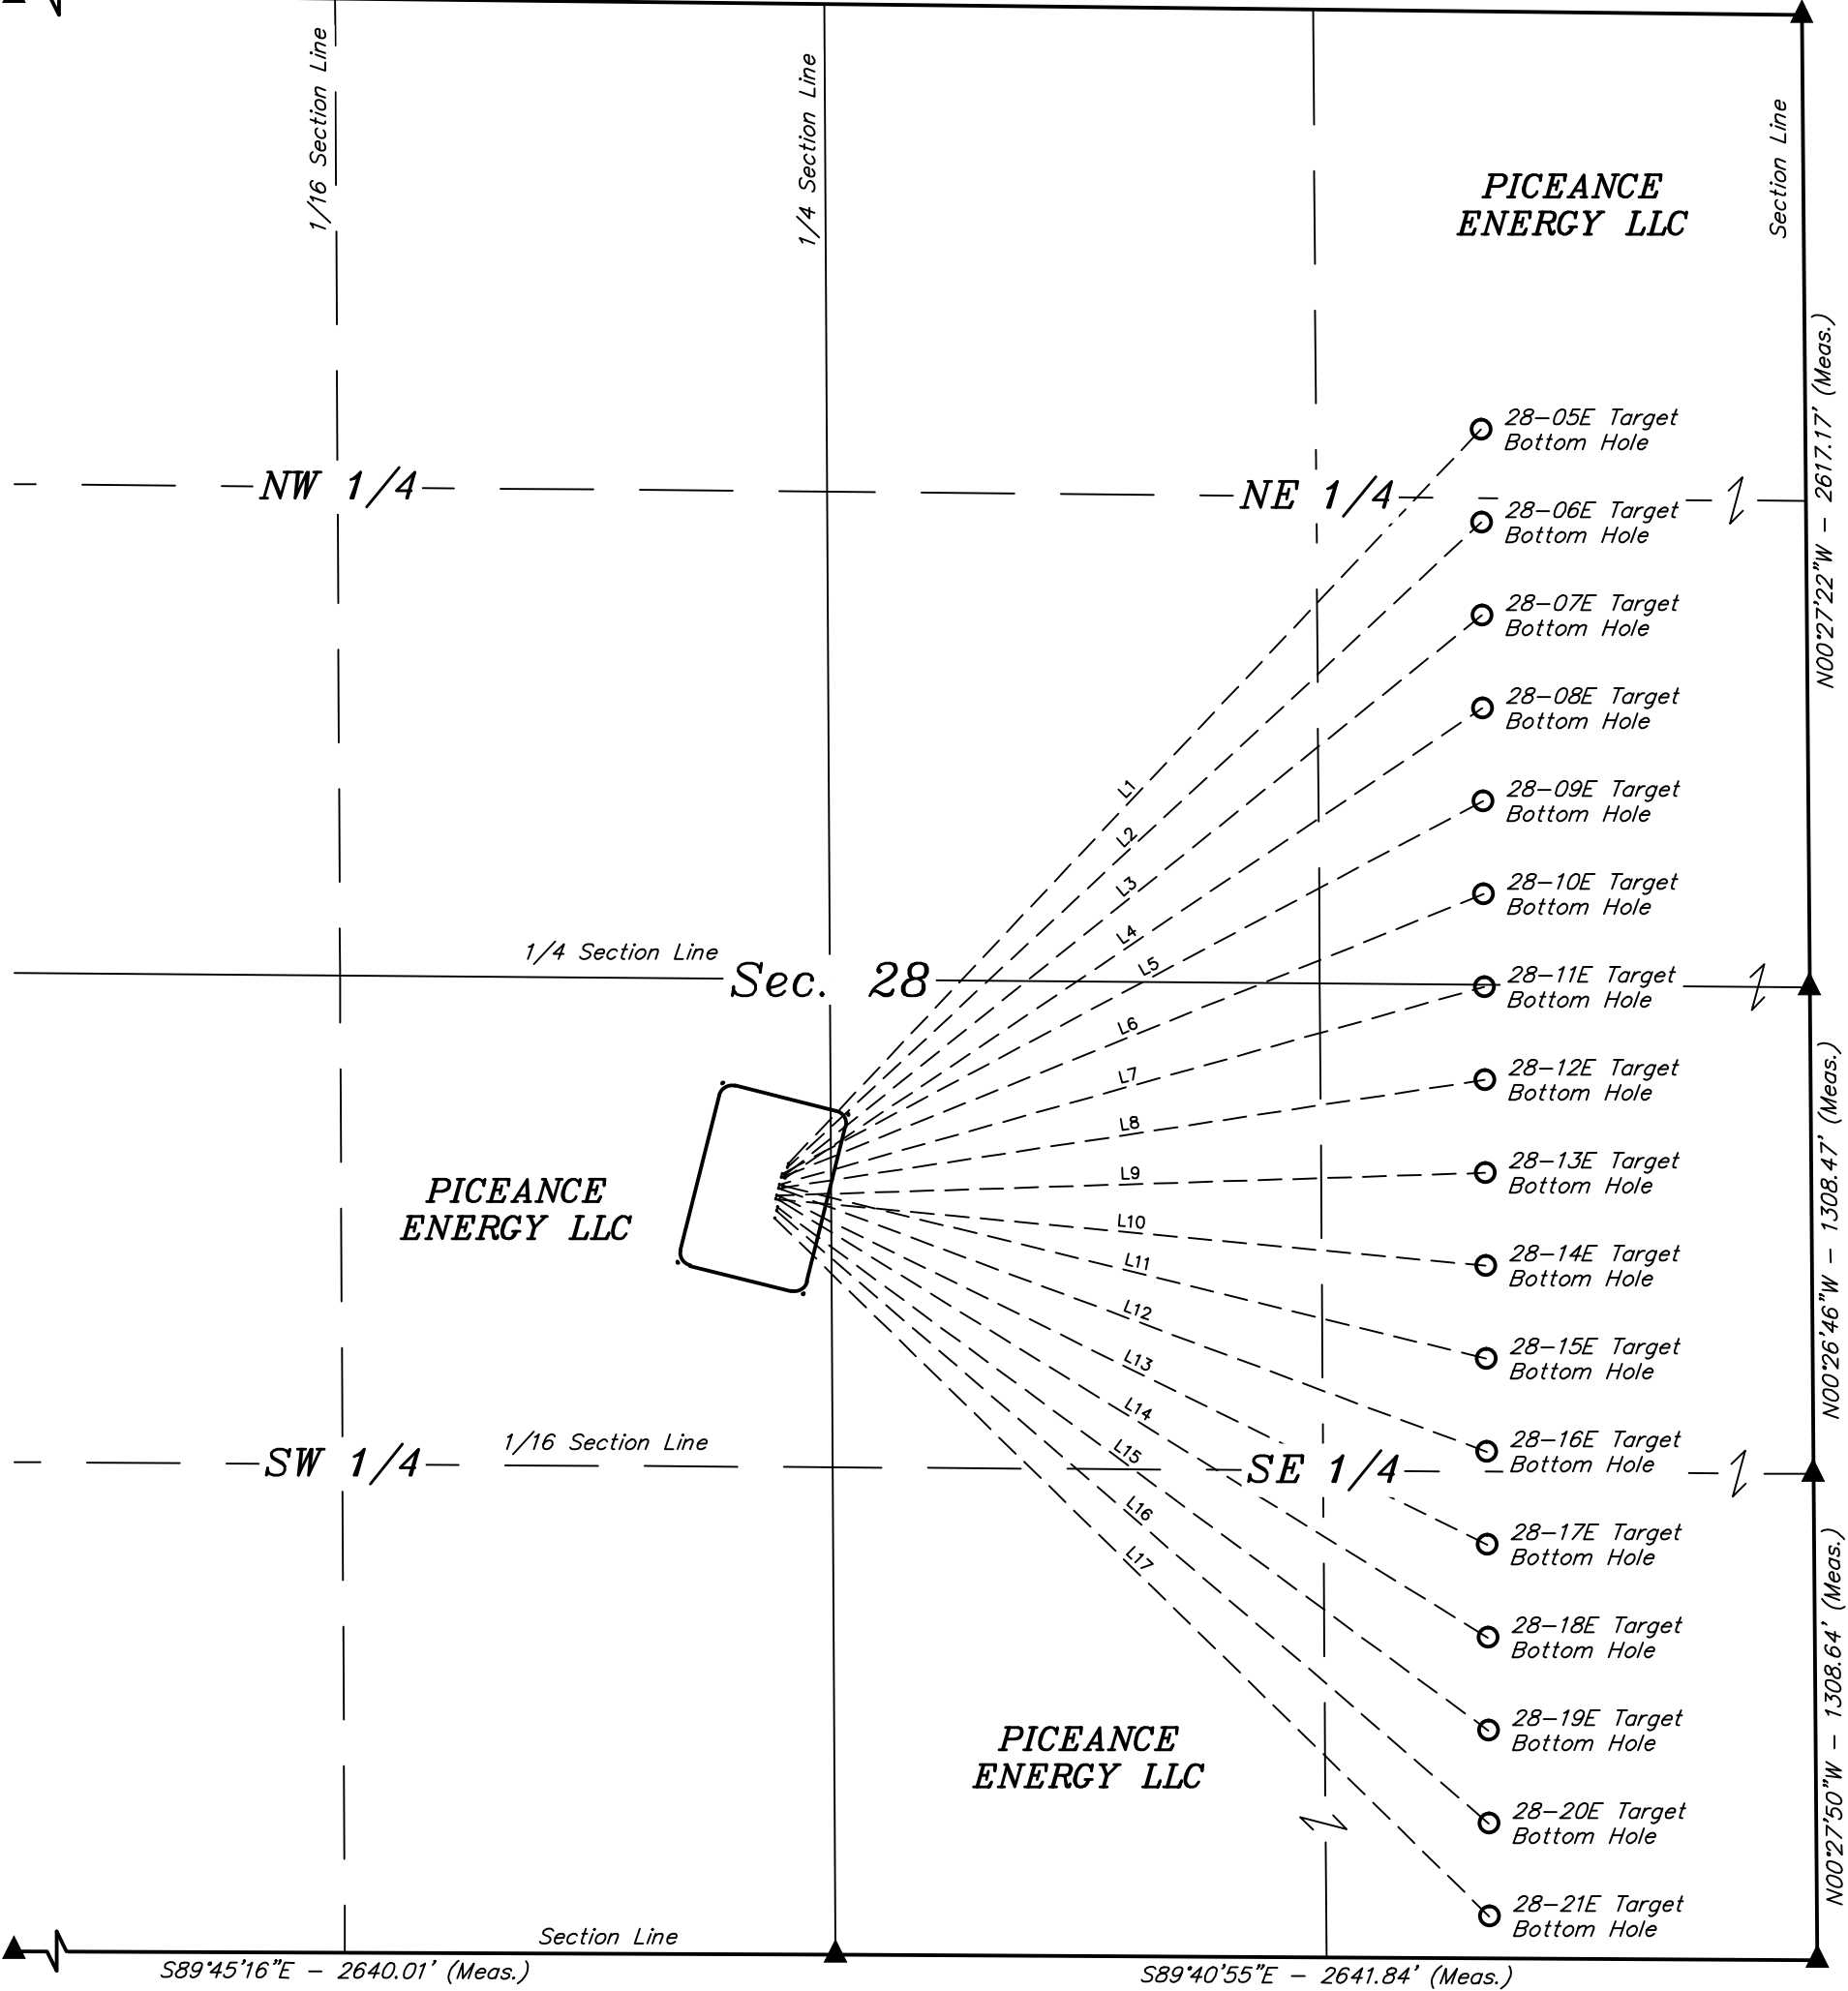 1/16 Section Line
1/4 Section Line
Section Line
PICEANCE
ENERGY LLC
N00°27'22"W - 2617.17' (Meas.)
28-05E Target
Bottom Hole
NW 1/4
NE 1/4
28-06E Target
Bottom Hole
28-07E Target
Bottom Hole
28-08E Target
Bottom Hole
L1
28-09E Target
Bottom Hole
L2
L3
28-10E Target
Bottom Hole
L4
L5
1/4 Section Line
Sec. 28
28-11E Target
Bottom Hole
L6
L7
28-12E Target
Bottom Hole
L8
N00°26'46"W - 1308.47' (Meas.)
PICEANCE
ENERGY LLC
L9
28-13E Target
Bottom Hole
L10
28-14E Target
Bottom Hole
L11
L12
28-15E Target
Bottom Hole
L13
L14
28-16E Target
Bottom Hole
1/16 Section Line
SW 1/4
SE 1/4
L15
L16
28-17E Target
Bottom Hole
L17
28-18E Target
Bottom Hole
N00°27'50"W - 1308.64' (Meas.)
28-19E Target
Bottom Hole
PICEANCE
ENERGY LLC
28-20E Target
Bottom Hole
28-21E Target
Bottom Hole
Section Line
S89°45'16"E - 2640.01' (Meas.)
S89°40'55"E - 2641.84' (Meas.)